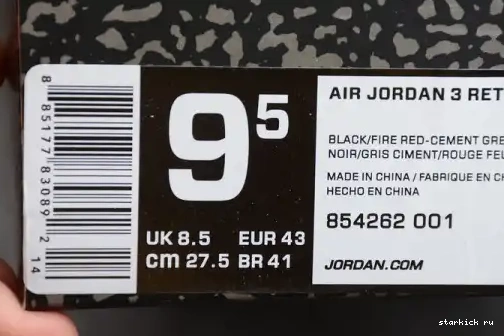 8 85177 83089 2
14
9 5
UK 8.5 EUR 43
cm 27.5 BR 41
AIR JORDAN 3 RET
BLACK/FIRE RED-CEMENT GRE
NOIR/GRIS CIMENT/ROUGE FEU
MADE IN CHINA / FABRIQUE EN CH
HECHO EN CHINA
854262 001
JORDAN.COM
starkick ru